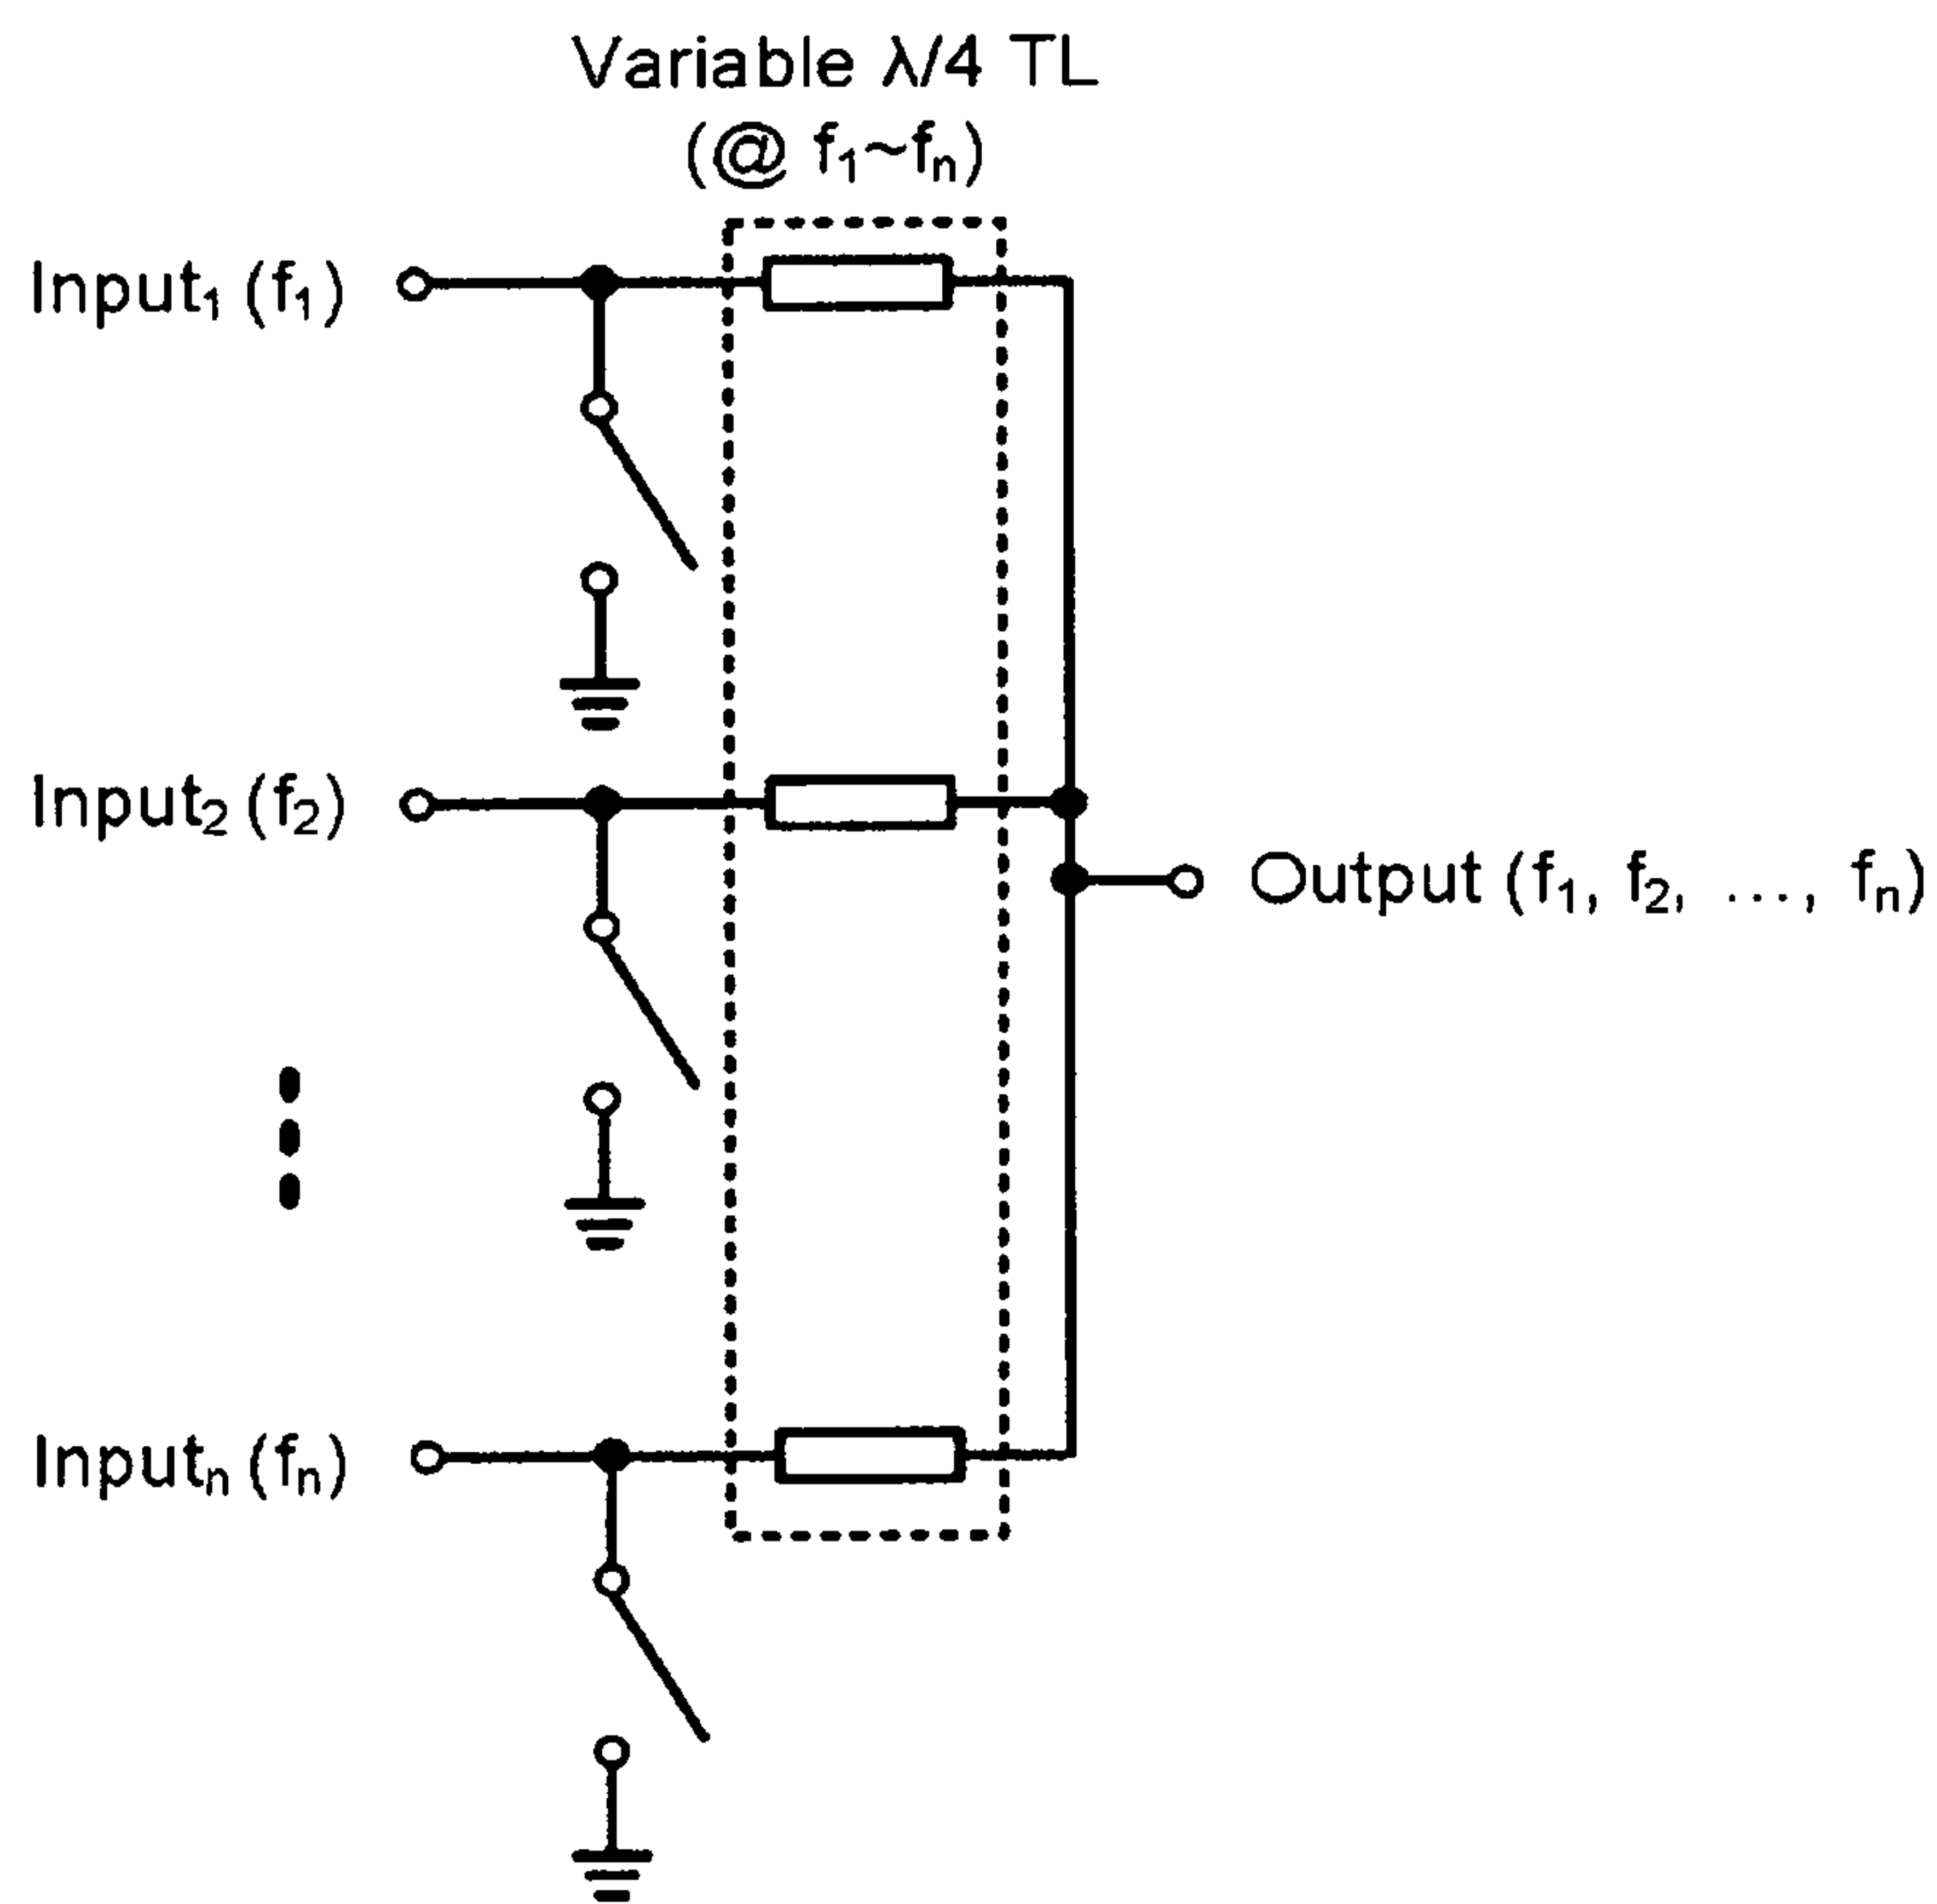 Variable λ/4 TL
(@ f₁~fₙ)
Input₁ (f₁)
Input₂ (f₂)
Output (f₁, f₂, ..., fₙ)
Inputₙ (fₙ)